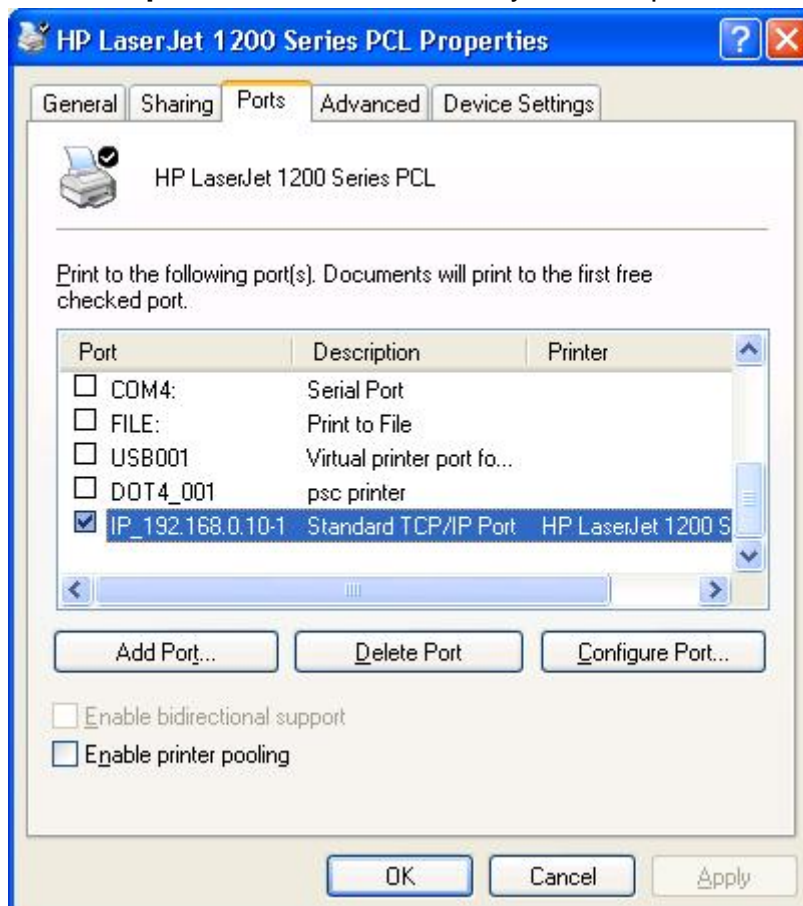 HP LaserJet 1200 Series PCL Properties
General Sharing Ports Advanced Device Settings
HP LaserJet 1200 Series PCL
Print to the following port(s). Documents will print to the first free
checked port.
Port Description Printer
COM4: Serial Port
FILE: Print to File
USB001 Virtual printer port fo...
DOT4_001 psc printer
IP_192.168.0.10-1 Standard TCP/IP Port HP LaserJet 1200 S
Add Port... Delete Port Configure Port...
Enable bidirectional support
Enable printer pooling
OK Cancel Apply